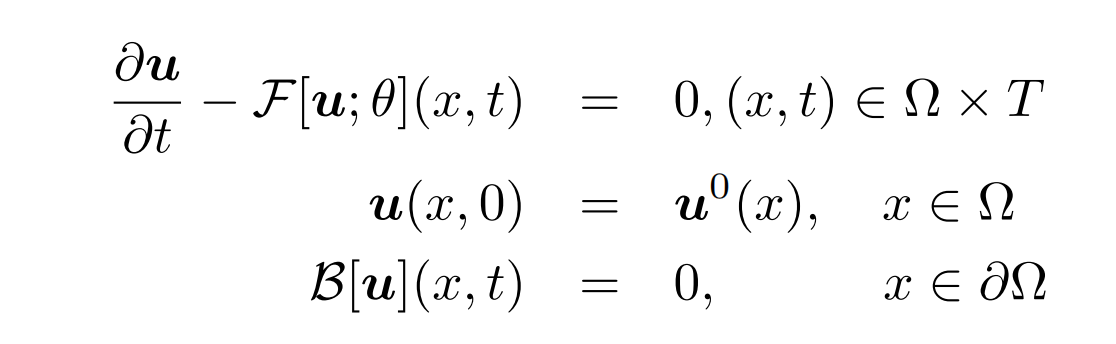 ∂𝒖/∂t − ℱ[𝒖; θ](x, t) = 0, (x, t) ∈ Ω × T
𝒖(x, 0) = 𝒖⁰(x), x ∈ Ω
ℬ[𝒖](x, t) = 0, x ∈ ∂Ω